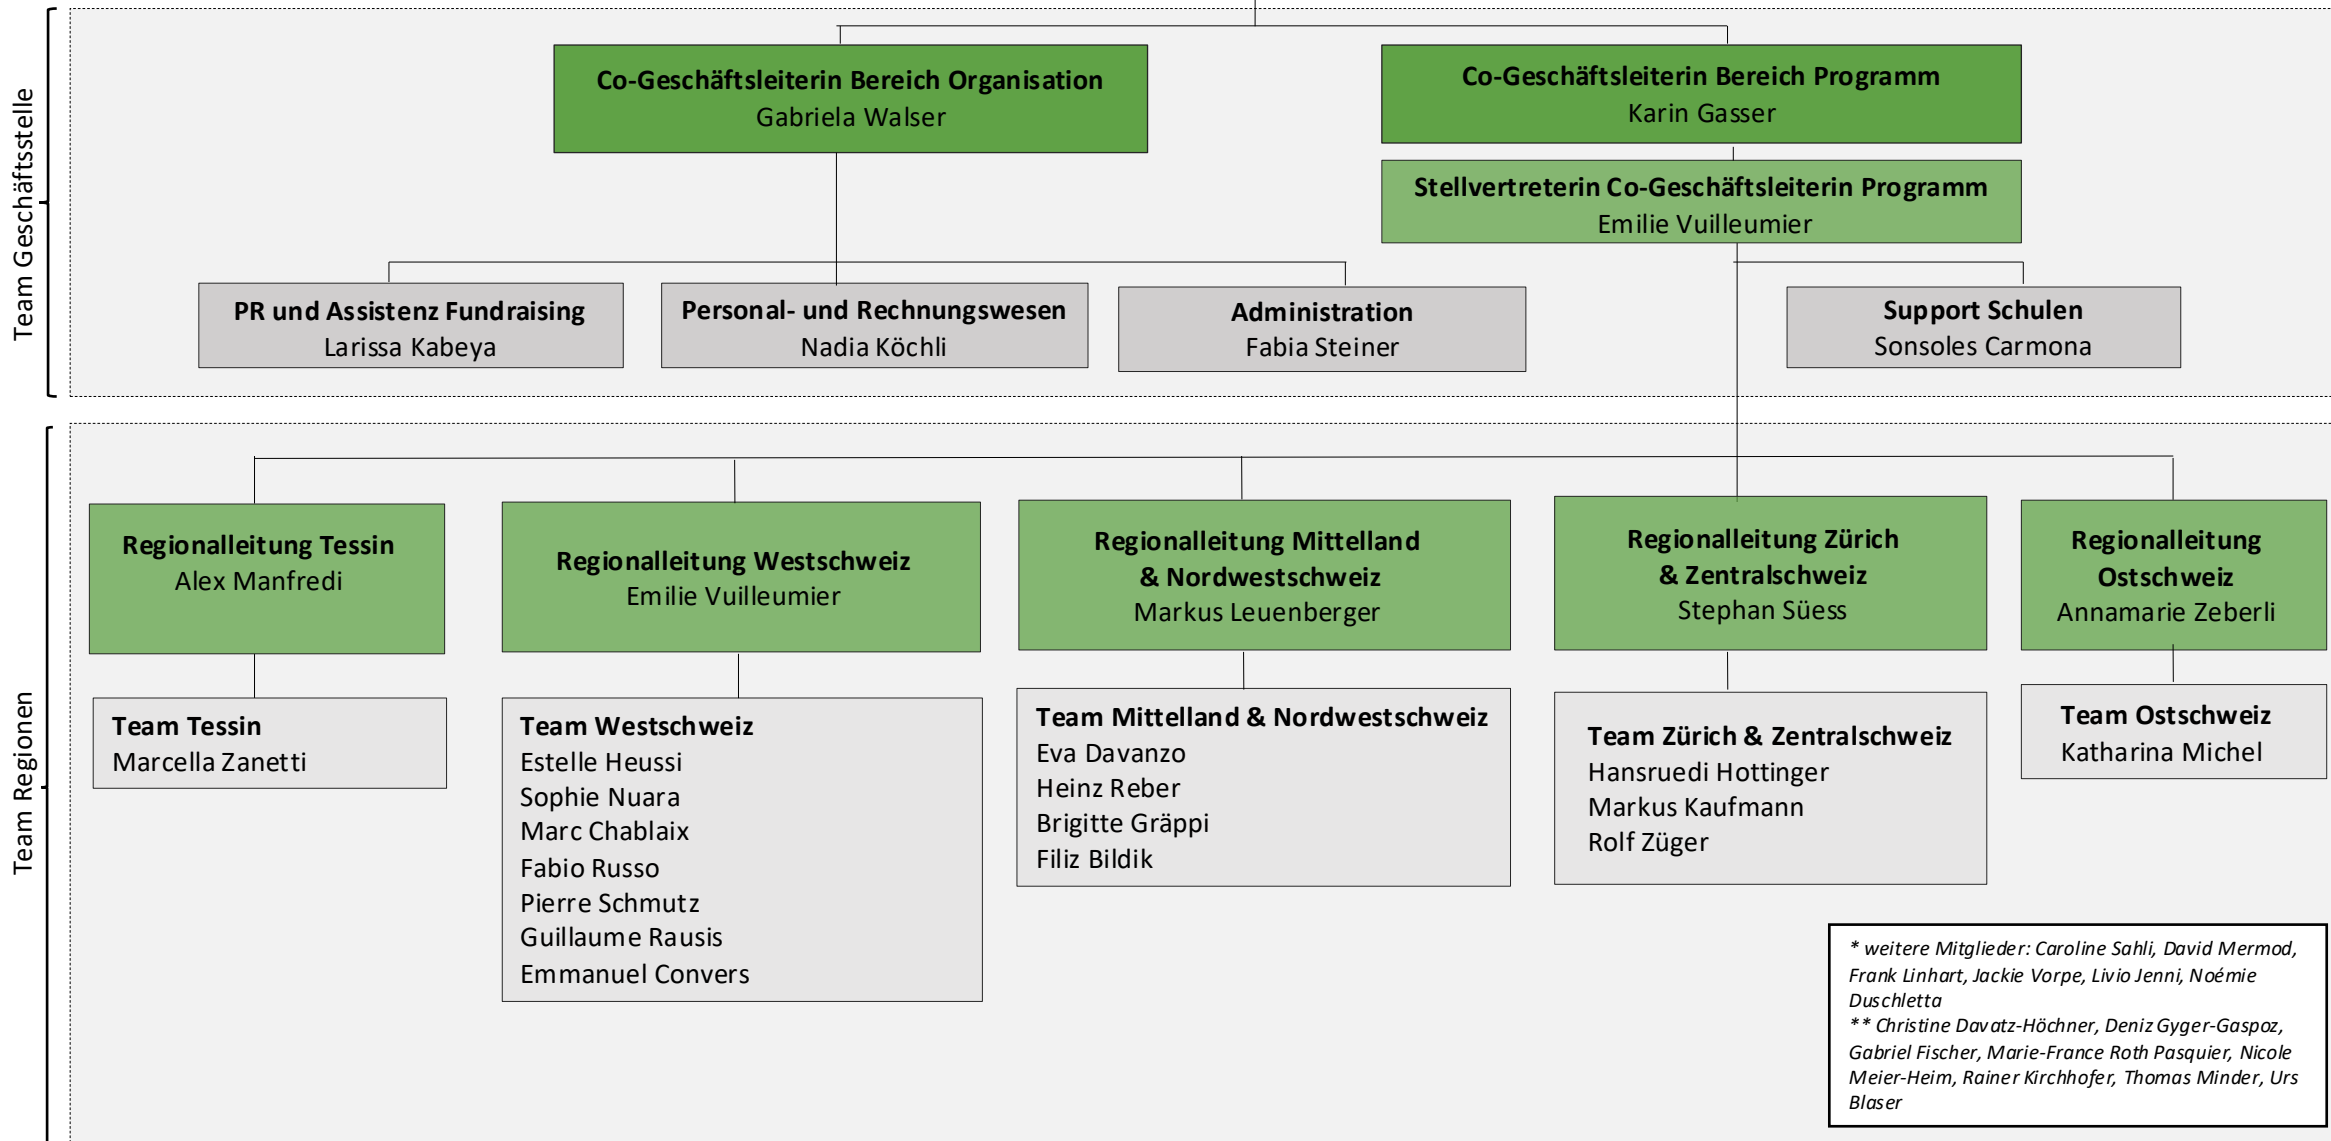 Team Geschäftsstelle
Co-Geschäftsleiterin Bereich Organisation
Gabriela Walser
Co-Geschäftsleiterin Bereich Programm
Karin Gasser
Stellvertreterin Co-Geschäftsleiterin Programm
Emilie Vuilleumier
PR und Assistenz Fundraising
Larissa Kabeya
Personal- und Rechnungswesen
Nadia Köchli
Administration
Fabia Steiner
Support Schulen
Sonsoles Carmona
Team Regionen
Regionalleitung Tessin
Alex Manfredi
Regionalleitung Westschweiz
Emilie Vuilleumier
Regionalleitung Mittelland
& Nordwestschweiz
Markus Leuenberger
Regionalleitung Zürich
& Zentralschweiz
Stephan Süess
Regionalleitung
Ostschweiz
Annamarie Zeberli
Team Tessin
Marcella Zanetti
Team Westschweiz
Estelle Heussi
Sophie Nuara
Marc Chablaix
Fabio Russo
Pierre Schmutz
Guillaume Rausis
Emmanuel Convers
Team Mittelland & Nordwestschweiz
Eva Davanzo
Heinz Reber
Brigitte Gräppi
Filiz Bildik
Team Zürich & Zentralschweiz
Hansruedi Hottinger
Markus Kaufmann
Rolf Züger
Team Ostschweiz
Katharina Michel
* weitere Mitglieder: Caroline Sahli, David Mermod,
Frank Linhart, Jackie Vorpe, Livio Jenni, Noémie
Duschletta
** Christine Davatz-Höchner, Deniz Gyger-Gaspoz,
Gabriel Fischer, Marie-France Roth Pasquier, Nicole
Meier-Heim, Rainer Kirchhofer, Thomas Minder, Urs
Blaser